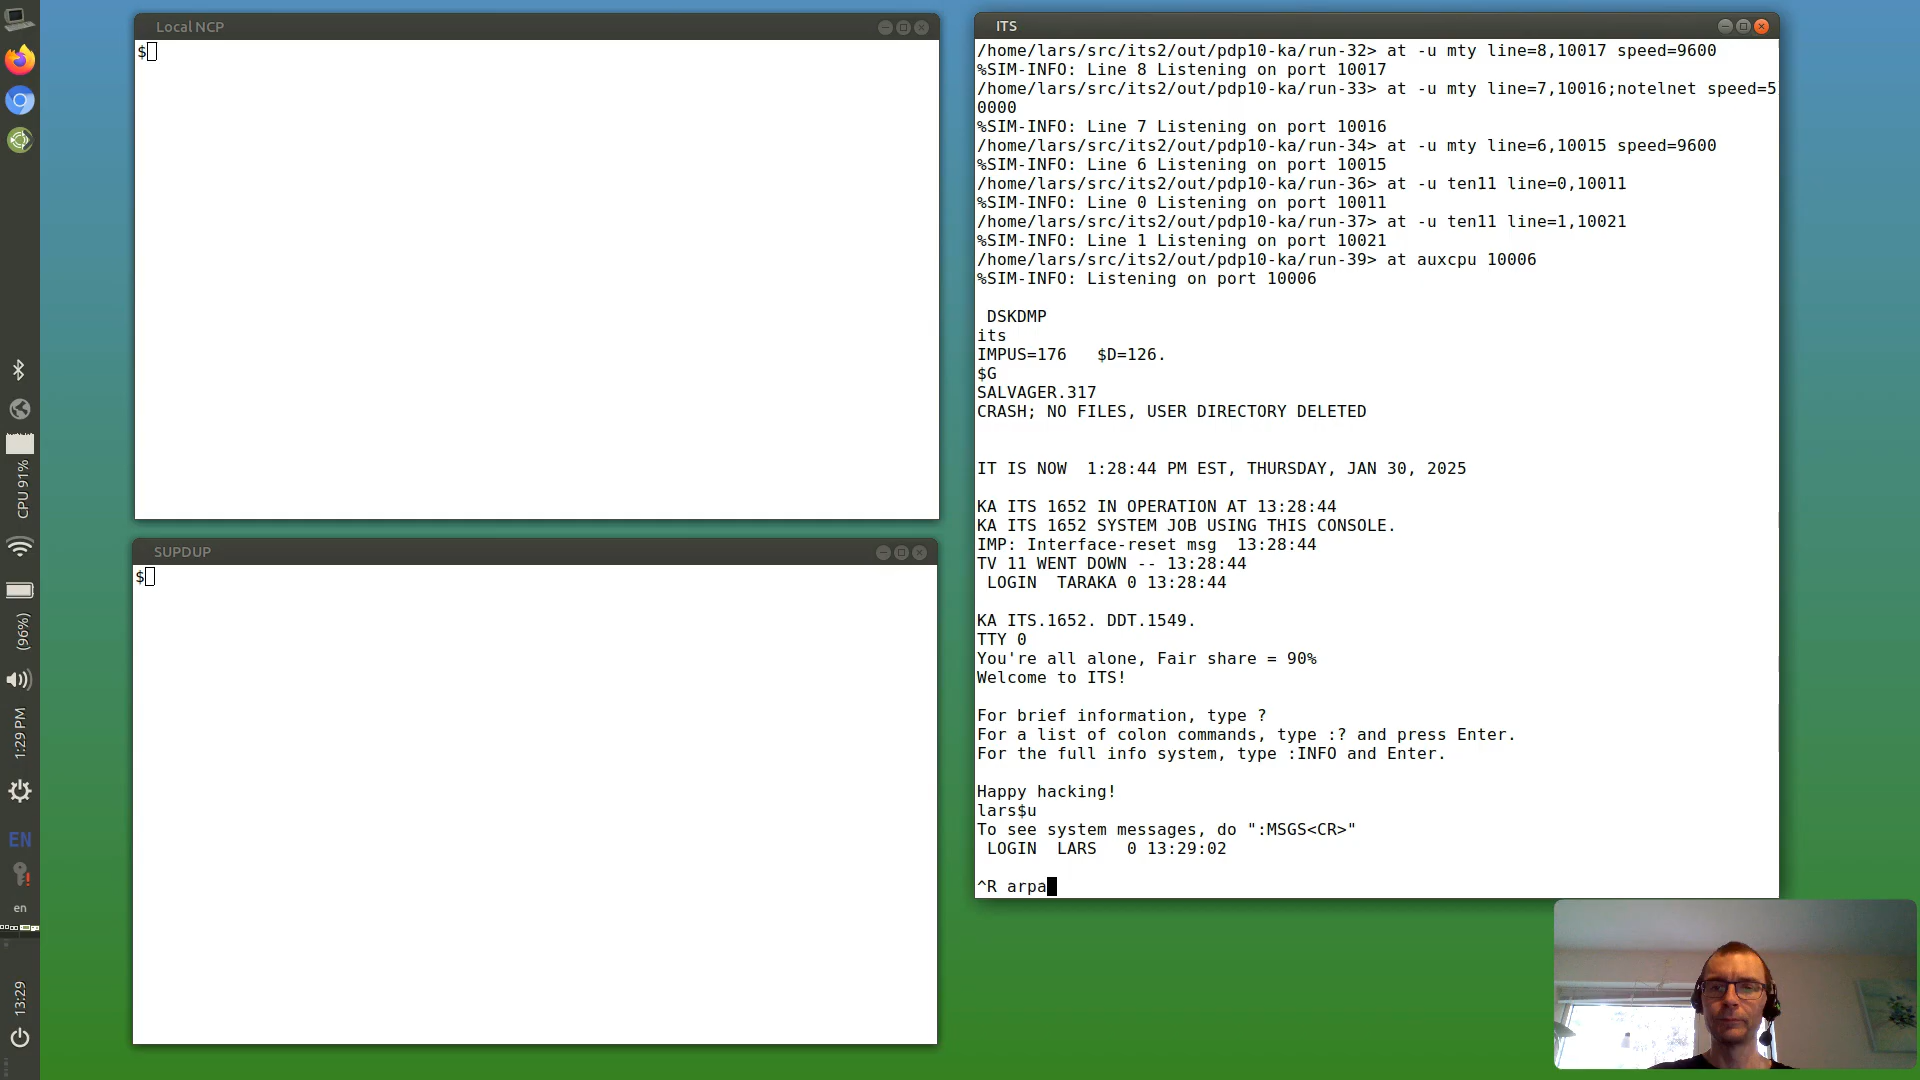 Local NCP
$
SUPDUP
$
ITS
/home/lars/src/its2/out/pdp10-ka/run-32> at -u mty line=8,10017 speed=9600
%SIM-INFO: Line 8 Listening on port 10017
/home/lars/src/its2/out/pdp10-ka/run-33> at -u mty line=7,10016;notelnet speed=5
0000
%SIM-INFO: Line 7 Listening on port 10016
/home/lars/src/its2/out/pdp10-ka/run-34> at -u mty line=6,10015 speed=9600
%SIM-INFO: Line 6 Listening on port 10015
/home/lars/src/its2/out/pdp10-ka/run-36> at -u ten11 line=0,10011
%SIM-INFO: Line 0 Listening on port 10011
/home/lars/src/its2/out/pdp10-ka/run-37> at -u ten11 line=1,10021
%SIM-INFO: Line 1 Listening on port 10021
/home/lars/src/its2/out/pdp10-ka/run-39> at auxcpu 10006
%SIM-INFO: Listening on port 10006
DSKDMP
its
IMPUS=176   $D=126.
$G
SALVAGER.317
CRASH; NO FILES, USER DIRECTORY DELETED
IT IS NOW  1:28:44 PM EST, THURSDAY, JAN 30, 2025
KA ITS 1652 IN OPERATION AT 13:28:44
KA ITS 1652 SYSTEM JOB USING THIS CONSOLE.
IMP: Interface-reset msg  13:28:44
TV 11 WENT DOWN -- 13:28:44
LOGIN  TARAKA 0 13:28:44
KA ITS.1652. DDT.1549.
TTY 0
You're all alone, Fair share = 90%
Welcome to ITS!
For brief information, type ?
For a list of colon commands, type :? and press Enter.
For the full info system, type :INFO and Enter.
Happy hacking!
lars$u
To see system messages, do ":MSGS<CR>"
LOGIN  LARS   0 13:29:02
^R arpa
CPU 91%
(96%)
1:29 PM
EN
en
13:29